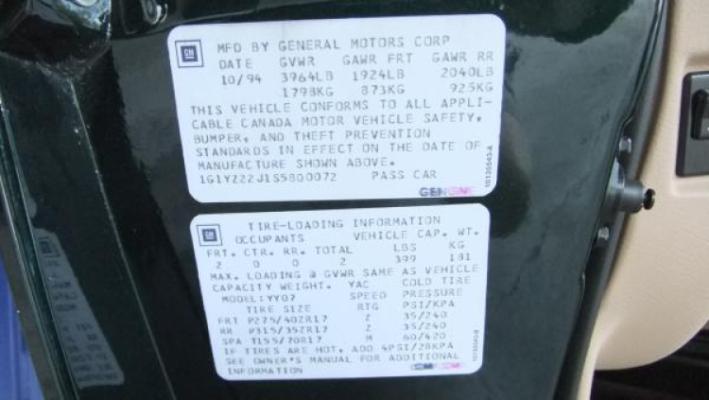 GM
MFD BY GENERAL MOTORS CORP
DATE GVWR GAWR FRT GAWR RR
10/94 3964LB 1924LB 2040LB
1798KG 873KG 925KG
THIS VEHICLE CONFORMS TO ALL APPLI-
CABLE CANADA MOTOR VEHICLE SAFETY,
BUMPER, AND THEFT PREVENTION
STANDARDS IN EFFECT ON THE DATE OF
MANUFACTURE SHOWN ABOVE.
1G1YZ22J1S5800072 PASS CAR
GM
TIRE-LOADING INFORMATION
OCCUPANTS VEHICLE CAP. WT.
FRT. CTR. RR. TOTAL LBS KG
2 0 0 2 399 181
MAX. LOADING @ GVWR SAME AS VEHICLE
CAPACITY WEIGHT. YAC COLD TIRE
MODEL:YY07 SPEED PRESSURE
TIRE SIZE RTG PSI/KPA
FRT P275/40ZR17 Z 35/240
RR P315/35ZR17 Z 35/240
SPA T155/70R17 M 60/420
IF TIRES ARE HOT, ADD 4PSI/28KPA
SEE OWNER'S MANUAL FOR ADDITIONAL
INFORMATION